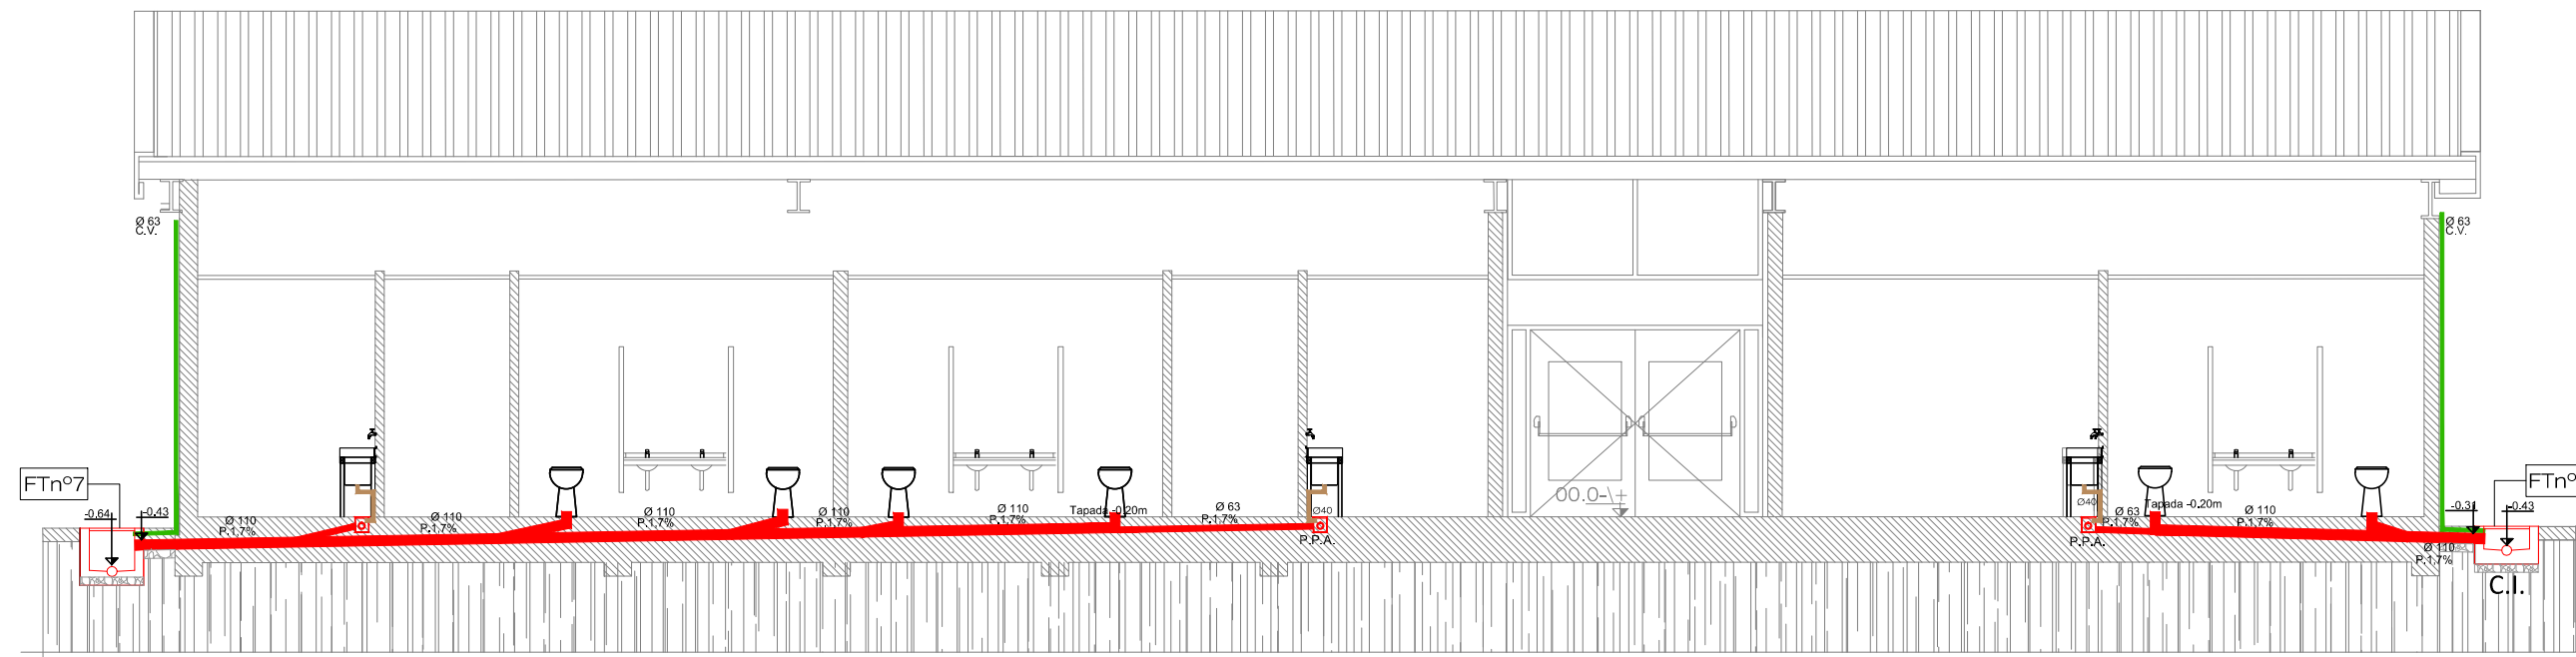 Ø 63
C.V.
Ø 63
C.V.
FTnº7
-0.64
-0.43
Ø 110
P.1,7%
Ø 110
P.1,7%
Ø 110
P.1,7%
Ø 110
P.1,7%
Ø 110
P.1,7%
Tapada -0.20m
Ø 63
P.1,7%
Ø40
P.P.A.
+\-0.00
Ø40
P.P.A.
Ø 63
P.1,7%
Tapada -0.20m
Ø 110
P.1,7%
Ø 110
P.1,7%
-0.31
-0.43
FTnº
C.I.